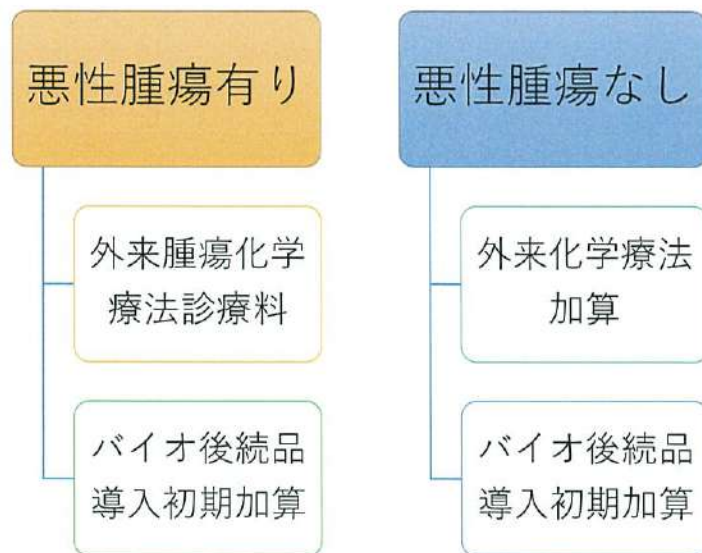 悪性腫瘍有り
外来腫瘍化学
療法診療料
バイオ後続品
導入初期加算
悪性腫瘍なし
外来化学療法
加算
バイオ後続品
導入初期加算